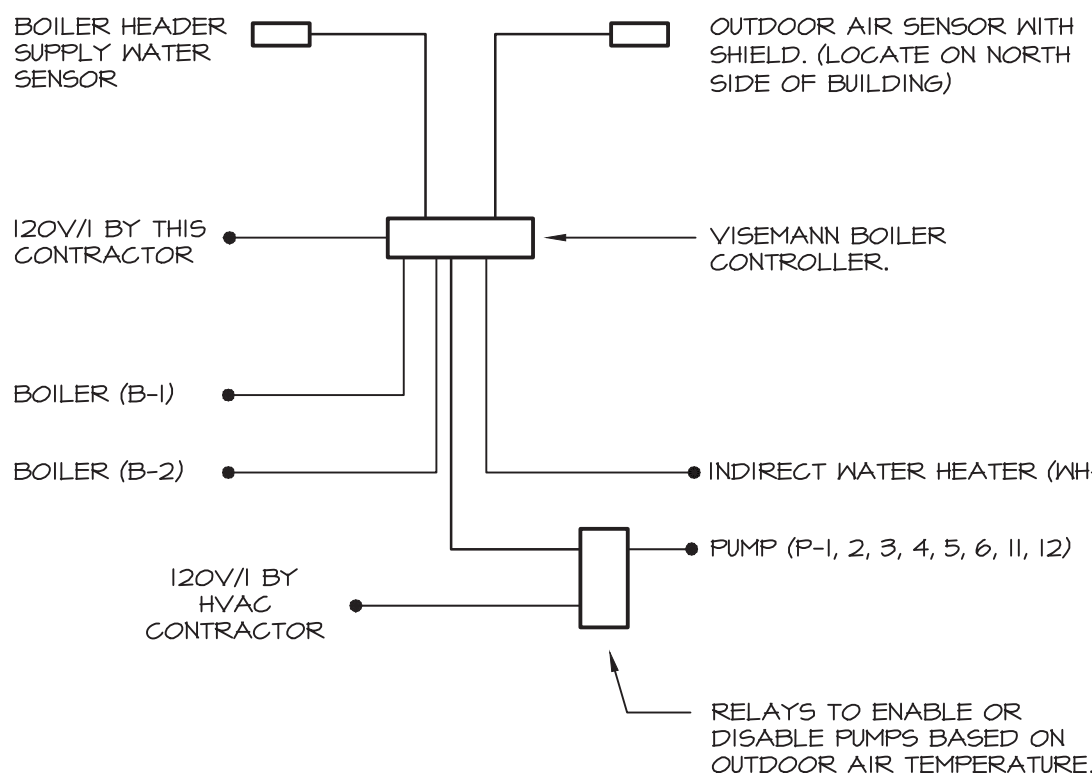 BOILER HEADER
SUPPLY WATER
SENSOR
OUTDOOR AIR SENSOR WITH
SHIELD. (LOCATE ON NORTH
SIDE OF BUILDING)
120V/1 BY THIS
CONTRACTOR
VISEMANN BOILER
CONTROLLER.
BOILER (B-1)
BOILER (B-2)
INDIRECT WATER HEATER (WH-
PUMP (P-1, 2, 3, 4, 5, 6, 11, 12)
120V/1 BY
HVAC
CONTRACTOR
RELAYS TO ENABLE OR
DISABLE PUMPS BASED ON
OUTDOOR AIR TEMPERATURE.